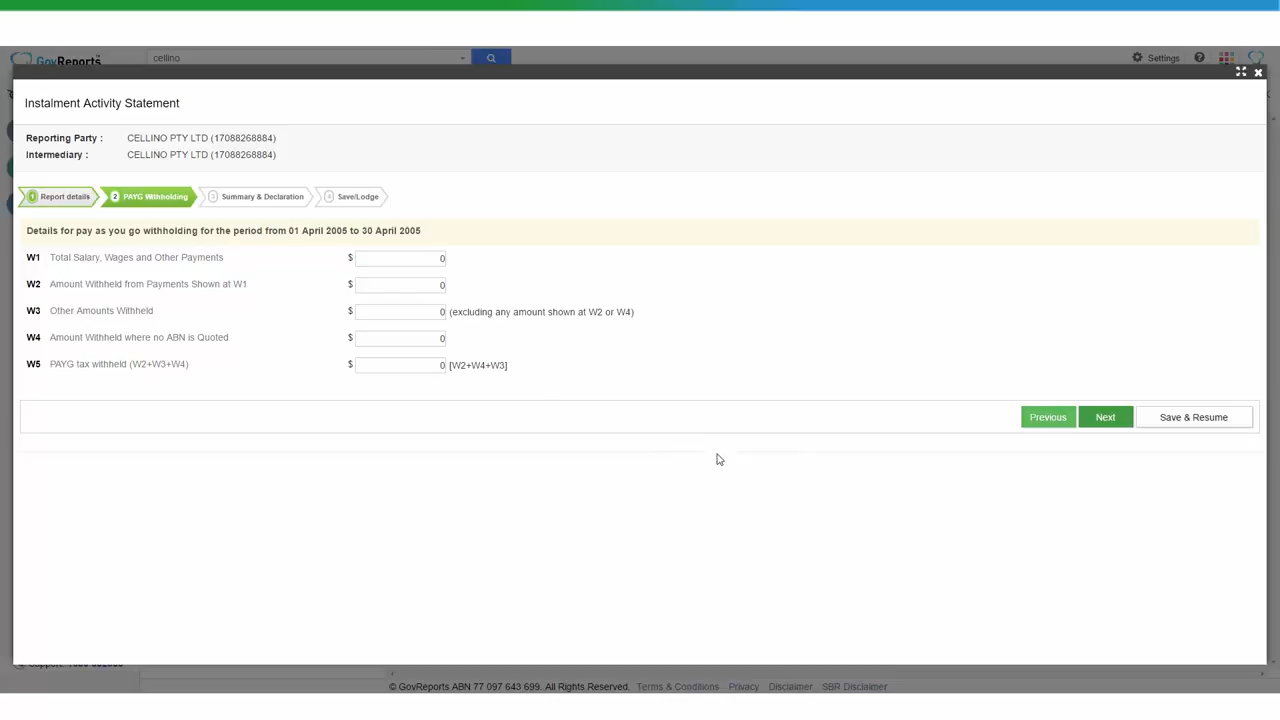 GovReports
cellino
Settings
Instalment Activity Statement
Reporting Party : CELLINO PTY LTD (17088268884)
Intermediary : CELLINO PTY LTD (17088268884)
1 Report details 2 PAYG Withholding 3 Summary & Declaration 4 Save/Lodge
Details for pay as you go withholding for the period from 01 April 2005 to 30 April 2005
W1 Total Salary, Wages and Other Payments $ 0
W2 Amount Withheld from Payments Shown at W1 $ 0
W3 Other Amounts Withheld $ 0 (excluding any amount shown at W2 or W4)
W4 Amount Withheld where no ABN is Quoted $ 0
W5 PAYG tax withheld (W2+W3+W4) $ 0 [W2+W4+W3]
Previous Next Save & Resume
Support:
© GovReports ABN 77 097 643 699. All Rights Reserved. Terms & Conditions Privacy Disclaimer SBR Disclaimer